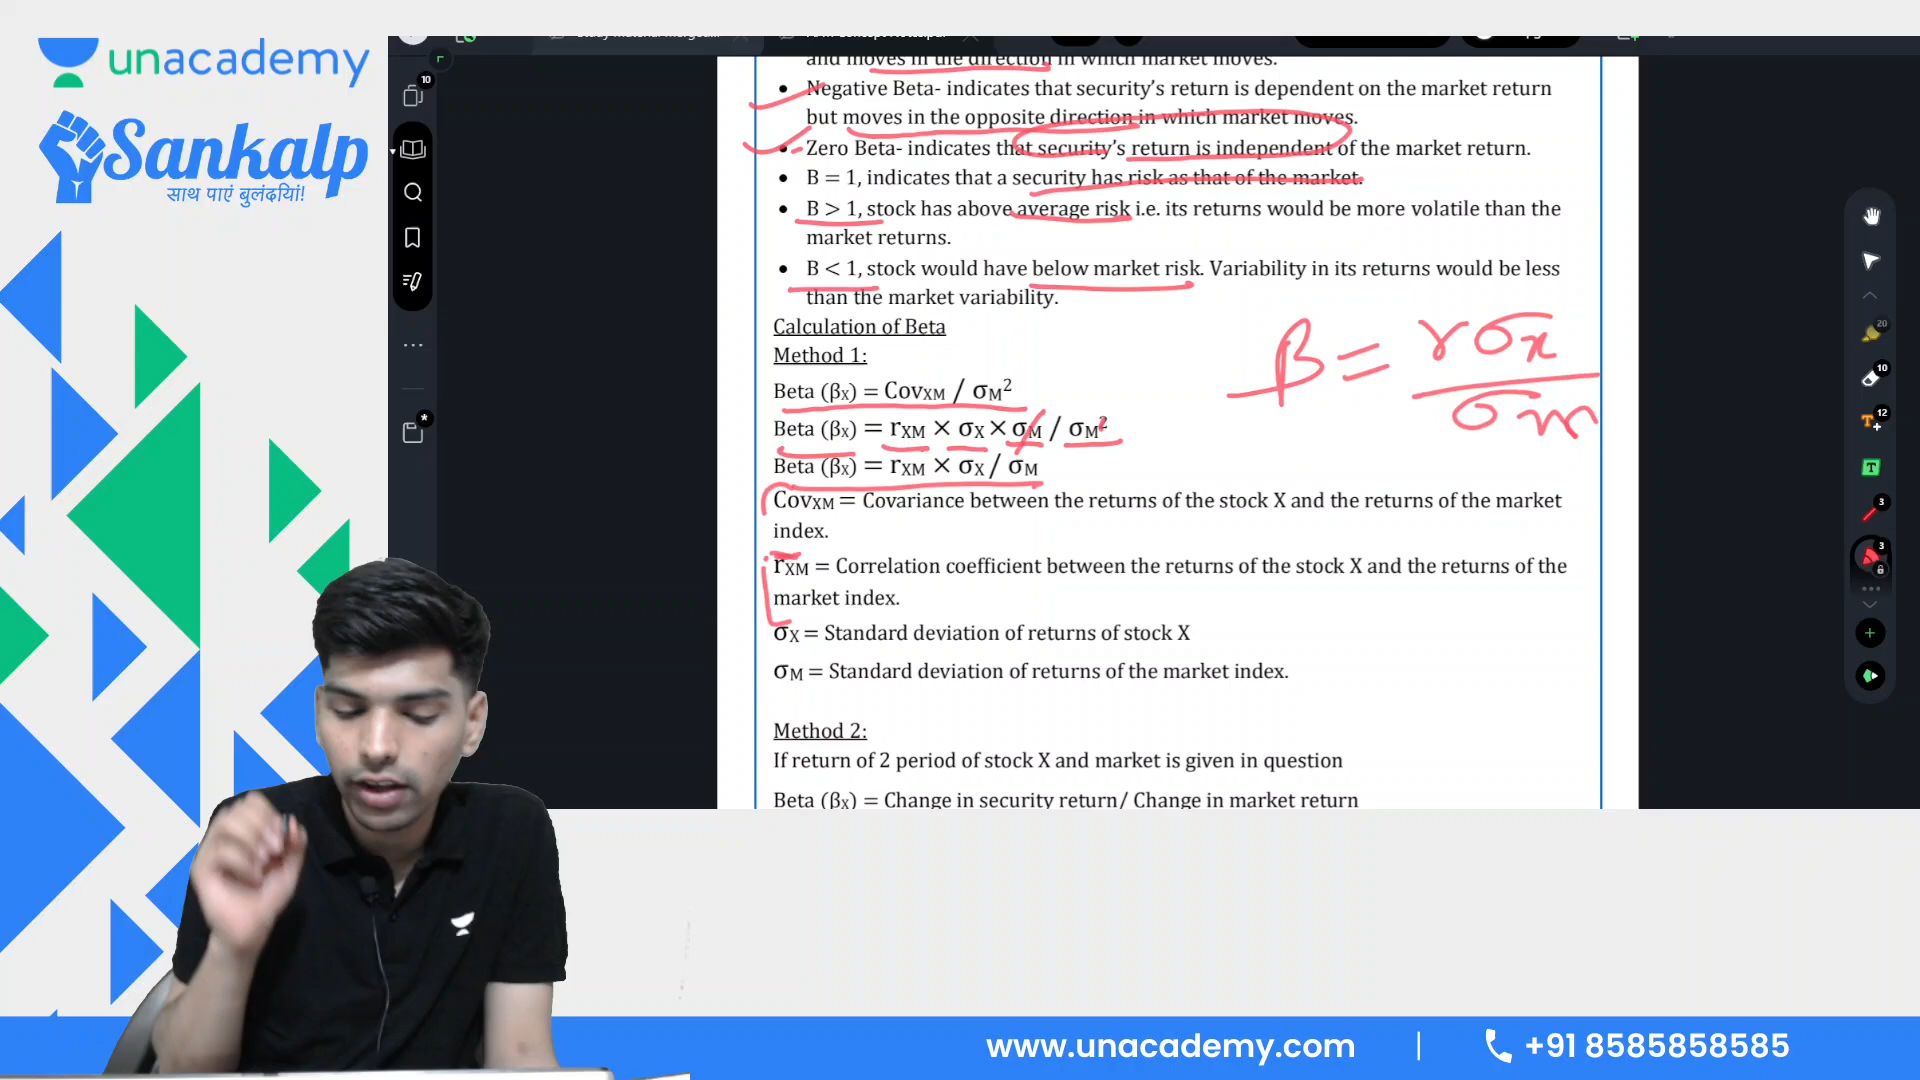 unacademy
Sankalp
साथ पाएं बुलंदियां!
and moves in the direction in which market moves.
• Negative Beta- indicates that security's return is dependent on the market return
but moves in the opposite direction in which market moves.
• Zero Beta- indicates that security's return is independent of the market return.
• B = 1, indicates that a security has risk as that of the market.
• B > 1, stock has above average risk i.e. its returns would be more volatile than the
market returns.
• B < 1, stock would have below market risk. Variability in its returns would be less
than the market variability.
Calculation of Beta
Method 1:
Beta (βX) = CovXM / σM²
Beta (βX) = rXM × σX × σM / σM²
Beta (βX) = rXM × σX / σM
β = rσx
σm
CovXM = Covariance between the returns of the stock X and the returns of the market
index.
rXM = Correlation coefficient between the returns of the stock X and the returns of the
market index.
σX = Standard deviation of returns of stock X
σM = Standard deviation of returns of the market index.
Method 2:
If return of 2 period of stock X and market is given in question
Beta (βX) = Change in security return/ Change in market return
10
20
10
12
T
3
3
www.unacademy.com | +91 8585858585